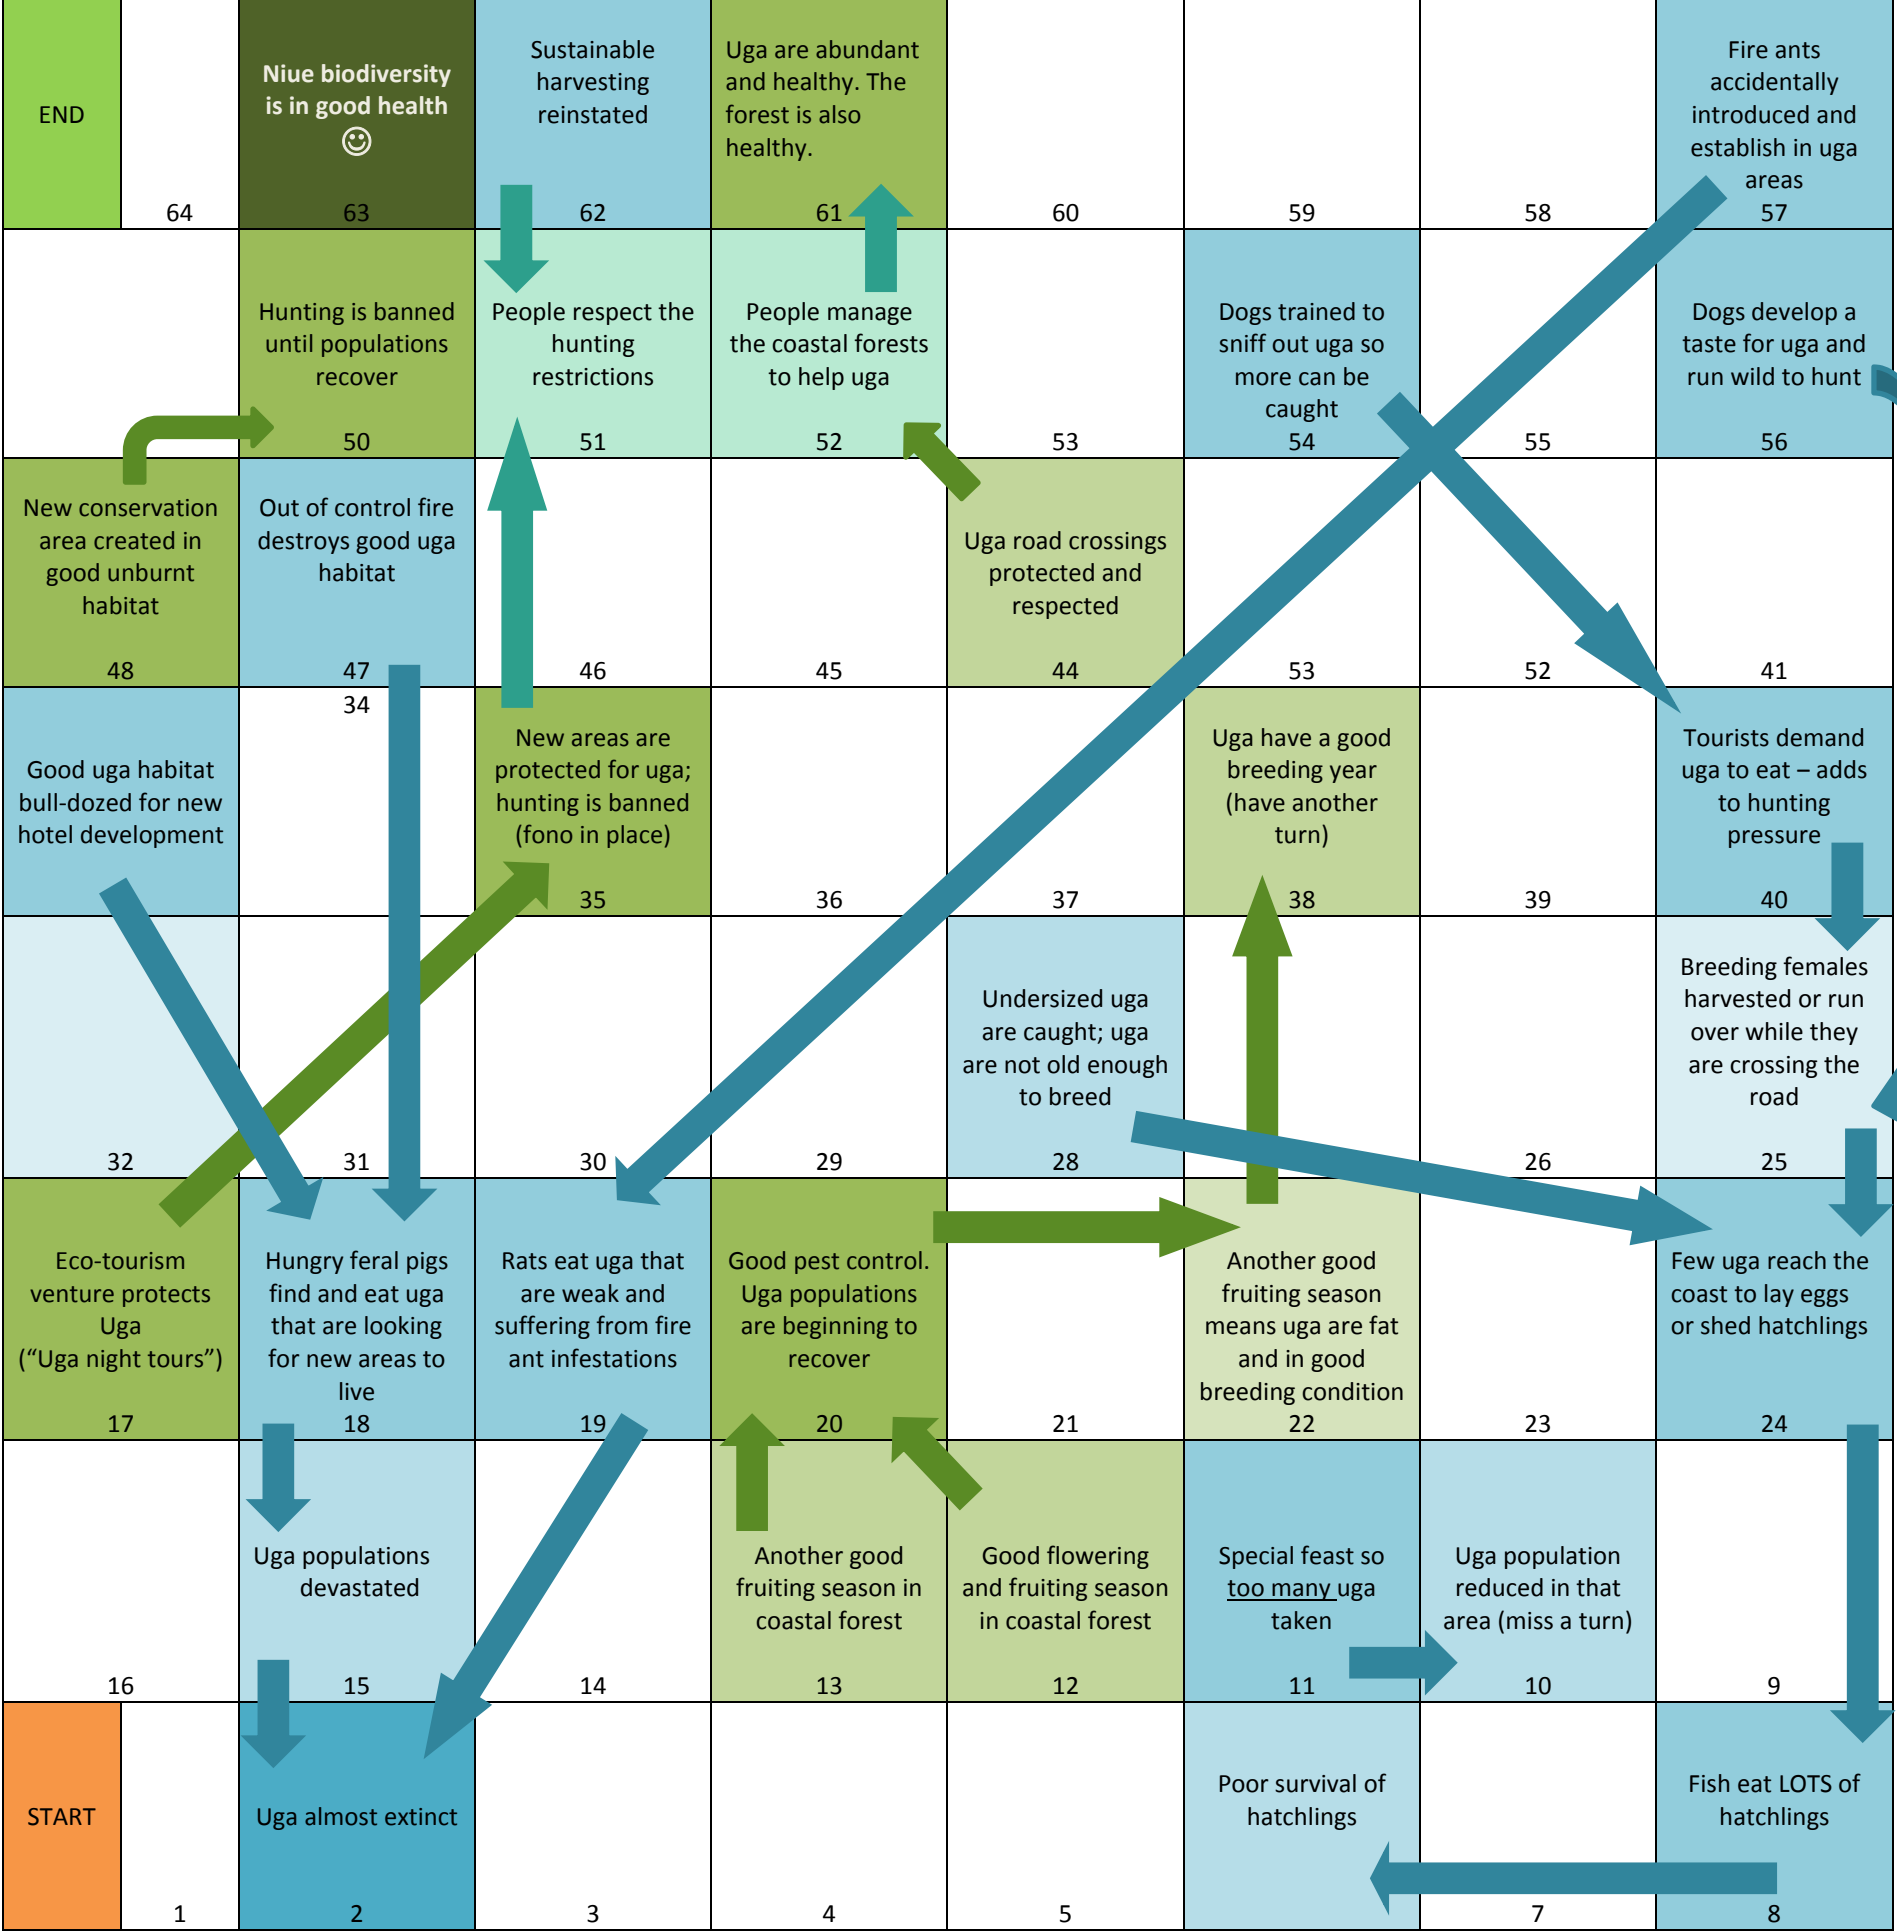 END
64
Niue biodiversity
is in good health
☺
63
Sustainable
harvesting
reinstated
62
Uga are abundant
and healthy. The
forest is also
healthy.
61
60
59
58
Fire ants
accidentally
introduced and
establish in uga
areas
57
Hunting is banned
until populations
recover
50
People respect the
hunting
restrictions
51
People manage
the coastal forests
to help uga
52
53
Dogs trained to
sniff out uga so
more can be
caught
54
55
Dogs develop a
taste for uga and
run wild to hunt
56
New conservation
area created in
good unburnt
habitat
48
Out of control fire
destroys good uga
habitat
47
46
45
Uga road crossings
protected and
respected
44
53
52
41
Good uga habitat
bull-dozed for new
hotel development
34
New areas are
protected for uga;
hunting is banned
(fono in place)
35
36
37
Uga have a good
breeding year
(have another
turn)
38
39
Tourists demand
uga to eat – adds
to hunting
pressure
40
32
31
30
29
Undersized uga
are caught; uga
are not old enough
to breed
28
26
Breeding females
harvested or run
over while they
are crossing the
road
25
Eco-tourism
venture protects
Uga
(“Uga night tours”)
17
Hungry feral pigs
find and eat uga
that are looking
for new areas to
live
18
Rats eat uga that
are weak and
suffering from fire
ant infestations
19
Good pest control.
Uga populations
are beginning to
recover
20
21
Another good
fruiting season
means uga are fat
and in good
breeding condition
22
23
Few uga reach the
coast to lay eggs
or shed hatchlings
24
16
Uga populations
devastated
15
14
Another good
fruiting season in
coastal forest
13
Good flowering
and fruiting season
in coastal forest
12
Special feast so
too many uga
taken
11
Uga population
reduced in that
area (miss a turn)
10
9
START
1
Uga almost extinct
2
3
4
5
Poor survival of
hatchlings
7
Fish eat LOTS of
hatchlings
8